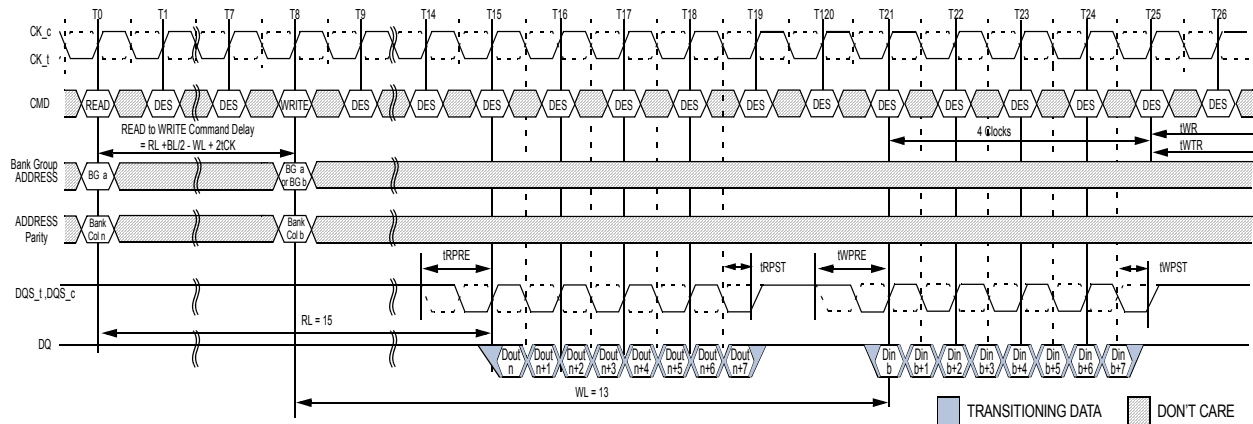 T0 T1 T7 T8 T9 T14 T15 T16 T17 T18 T19 T120 T21 T22 T23 T24 T25 T26
CK_c
CK_t
CMD READ DES DES WRITE DES DES DES DES DES DES DES DES DES DES DES DES DES DES
READ to WRITE Command Delay
= RL +BL/2 - WL + 2tCK
4 Clocks
tWR
tWTR
Bank Group
ADDRESS
BG a
BG a
or BG b
ADDRESS
Parity
Bank
Col n
Bank
Col b
tRPRE tRPST tWPRE tWPST
DQS_t ,DQS_c
RL = 15
DQ
Dout
n
Dout
n+1
Dout
n+2
Dout
n+3
Dout
n+4
Dout
n+5
Dout
n+6
Dout
n+7
Din
b
Din
b+1
Din
b+2
Din
b+3
Din
b+4
Din
b+5
Din
b+6
Din
b+7
WL = 13
TRANSITIONING DATA
DON'T CARE